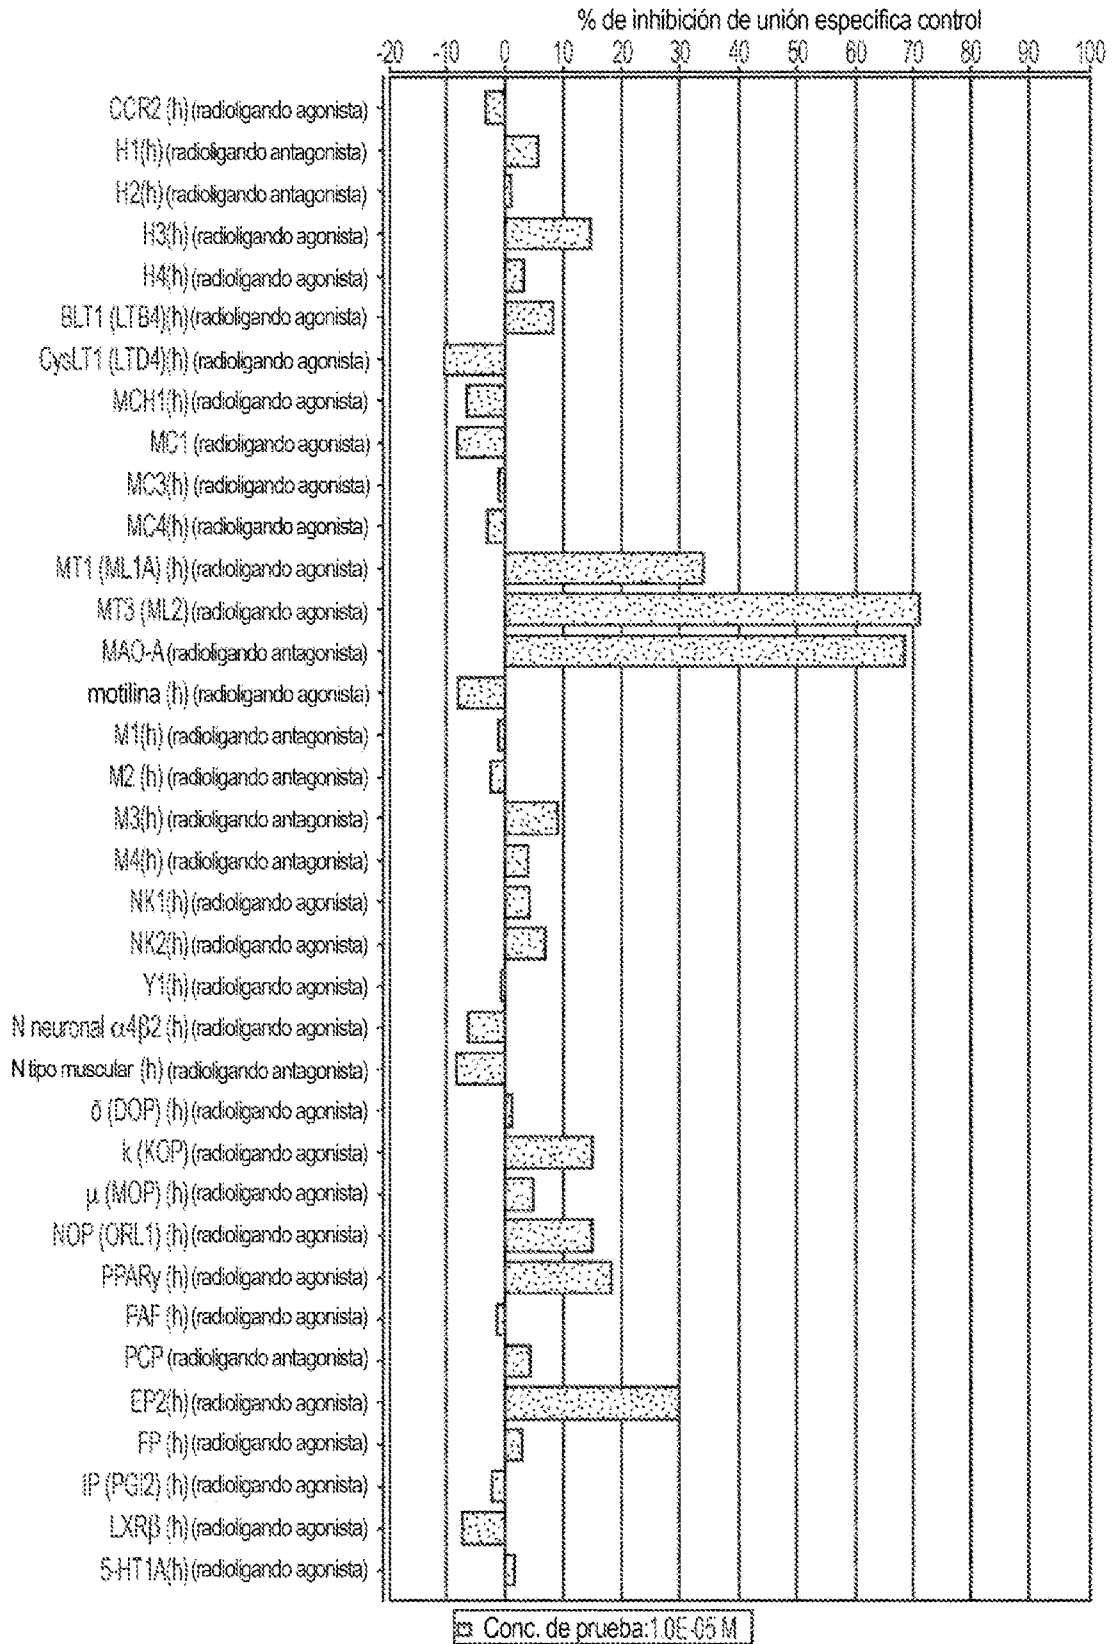 % de inhibición de unión específica control
-20 -10 0 10 20 30 40 50 60 70 80 90 100
CCR2 (h) (radioligando agonista)
H1(h) (radioligando antagonista)
H2(h) (radioligando antagonista)
H3(h) (radioligando agonista)
H4(h) (radioligando agonista)
BLT1 (LTB4)(h) (radioligando agonista)
CysLT1 (LTD4)(h) (radioligando agonista)
MCH1(h) (radioligando agonista)
MC1 (radioligando agonista)
MC3(h) (radioligando agonista)
MC4(h) (radioligando agonista)
MT1 (ML1A) (h) (radioligando agonista)
MT3 (ML2) (radioligando agonista)
MAO-A (radioligando antagonista)
motilina (h) (radioligando agonista)
M1(h) (radioligando antagonista)
M2 (h) (radioligando antagonista)
M3(h) (radioligando antagonista)
M4(h) (radioligando antagonista)
NK1(h) (radioligando agonista)
NK2(h) (radioligando agonista)
Y1(h) (radioligando agonista)
N neuronal α4β2 (h) (radioligando agonista)
N tipo muscular (h) (radioligando antagonista)
δ (DOP) (h) (radioligando agonista)
k (KOP) (radioligando agonista)
μ (MOP) (h) (radioligando agonista)
NOP (ORL1) (h) (radioligando agonista)
PPARy (h) (radioligando agonista)
PAF (h) (radioligando agonista)
PCP (radioligando antagonista)
EP2(h) (radioligando agonista)
FP (h) (radioligando agonista)
IP (PGI2) (h) (radioligando agonista)
LXRβ (h) (radioligando agonista)
5-HT1A(h) (radioligando agonista)
Conc. de prueba:1.0E-05 M